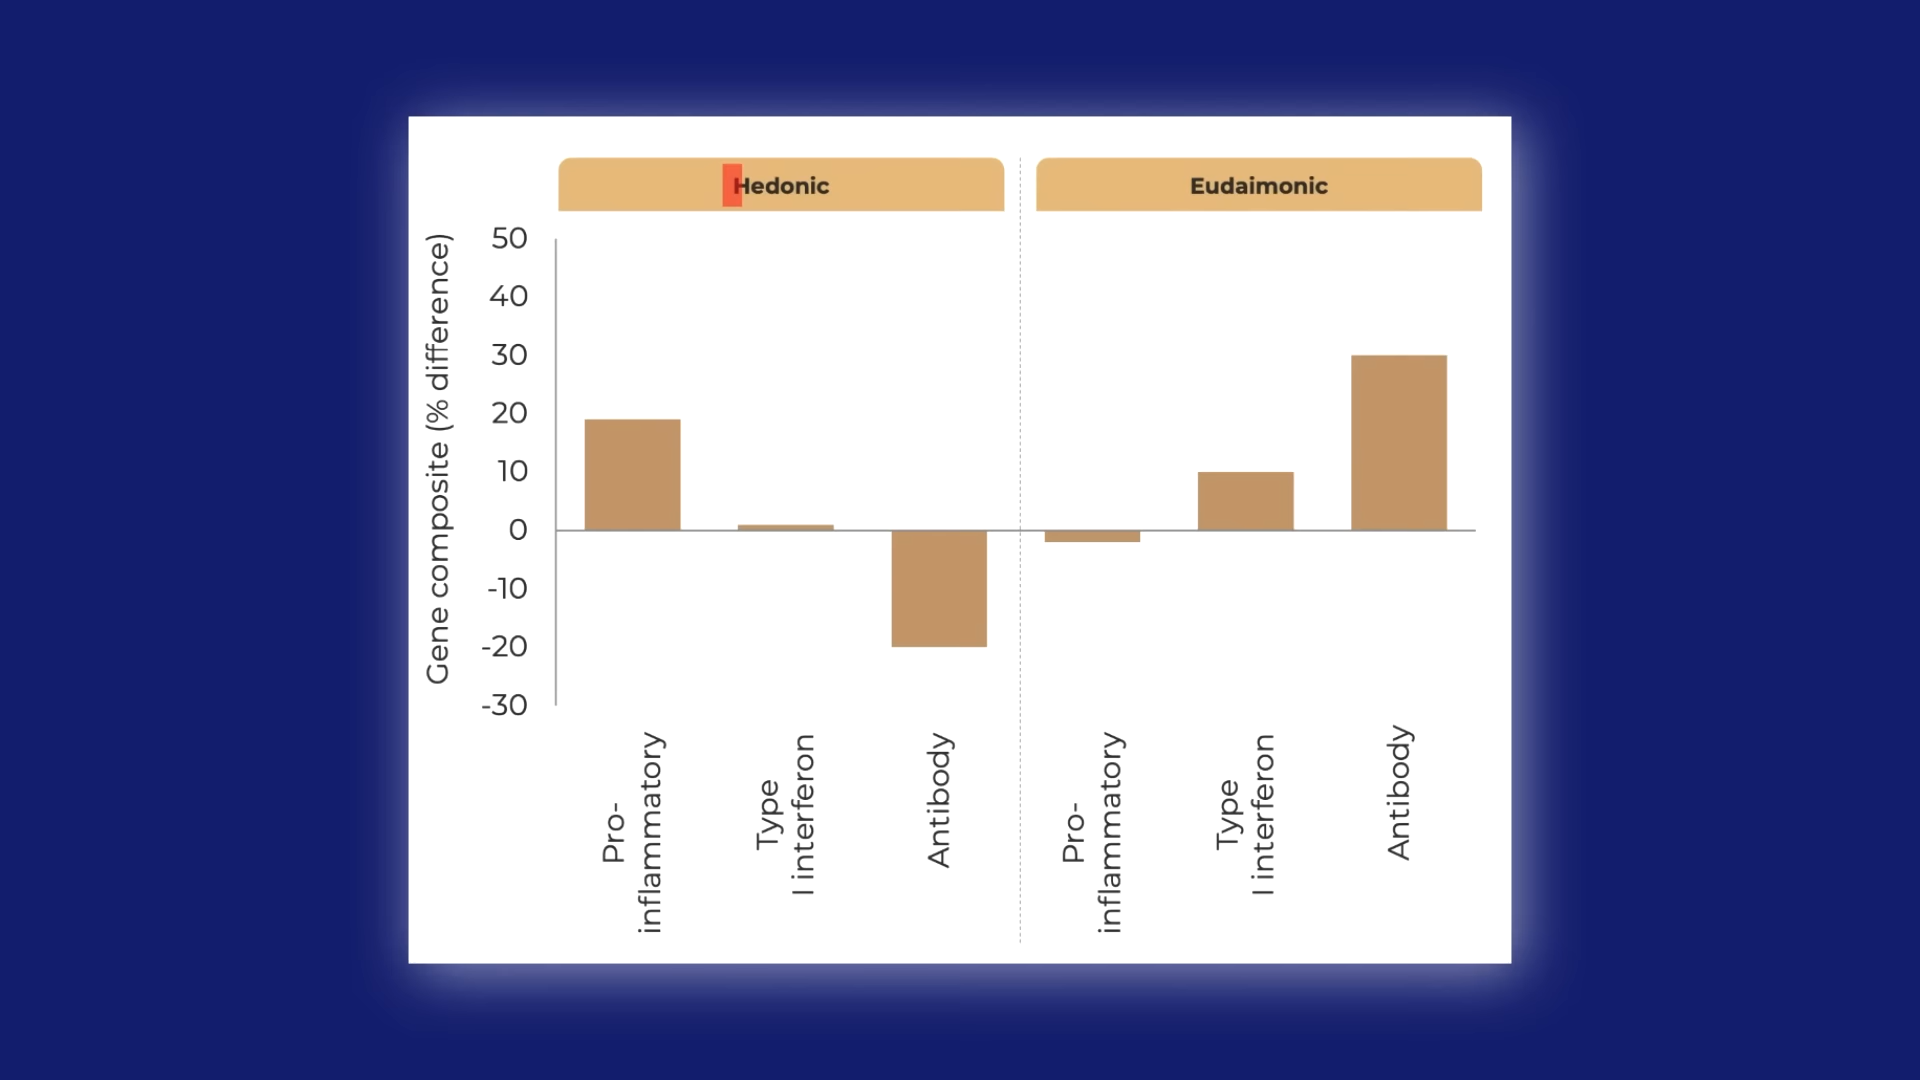 Hedonic
Eudaimonic
Gene composite (% difference)
50
40
30
20
10
0
-10
-20
-30
Pro-
inflammatory
Type
I interferon
Antibody
Pro-
inflammatory
Type
I interferon
Antibody